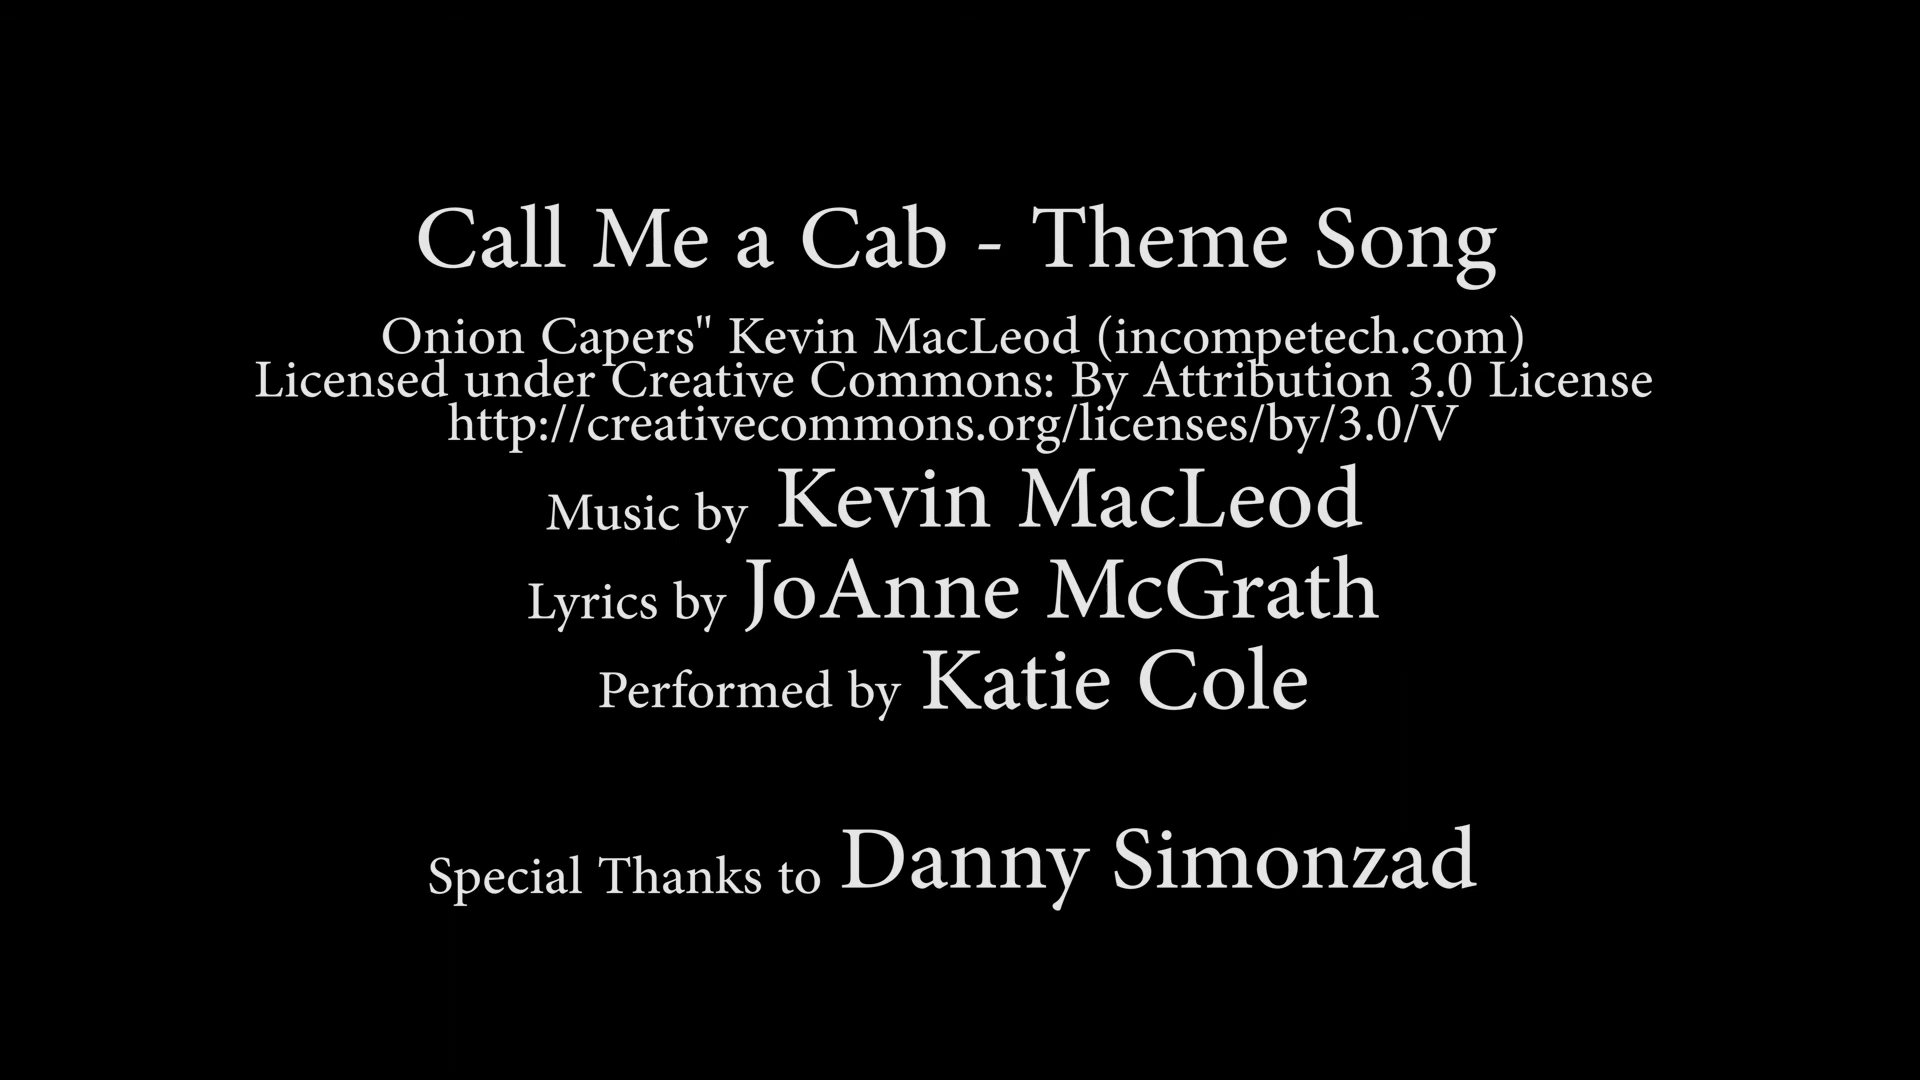 Call Me a Cab - Theme Song
Onion Capers" Kevin MacLeod (incompetech.com)
Licensed under Creative Commons: By Attribution 3.0 License
http://creativecommons.org/licenses/by/3.0/V
Music by Kevin MacLeod
Lyrics by JoAnne McGrath
Performed by Katie Cole
Special Thanks to Danny Simonzad